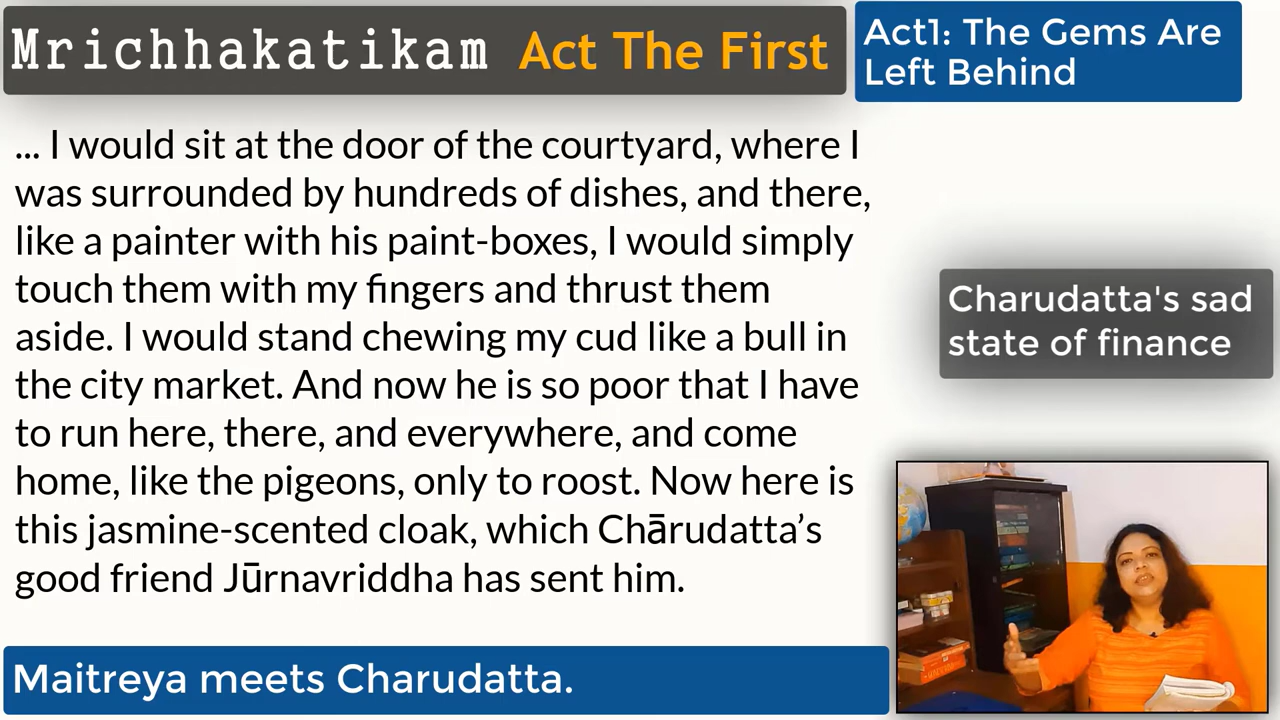 Mrichhakatikam Act The First
Act1: The Gems Are
Left Behind
... I would sit at the door of the courtyard, where I
was surrounded by hundreds of dishes, and there,
like a painter with his paint-boxes, I would simply
touch them with my fingers and thrust them
aside. I would stand chewing my cud like a bull in
the city market. And now he is so poor that I have
to run here, there, and everywhere, and come
home, like the pigeons, only to roost. Now here is
this jasmine-scented cloak, which Chārudatta’s
good friend Jūrnavriddha has sent him.
Charudatta's sad
state of finance
Maitreya meets Charudatta.